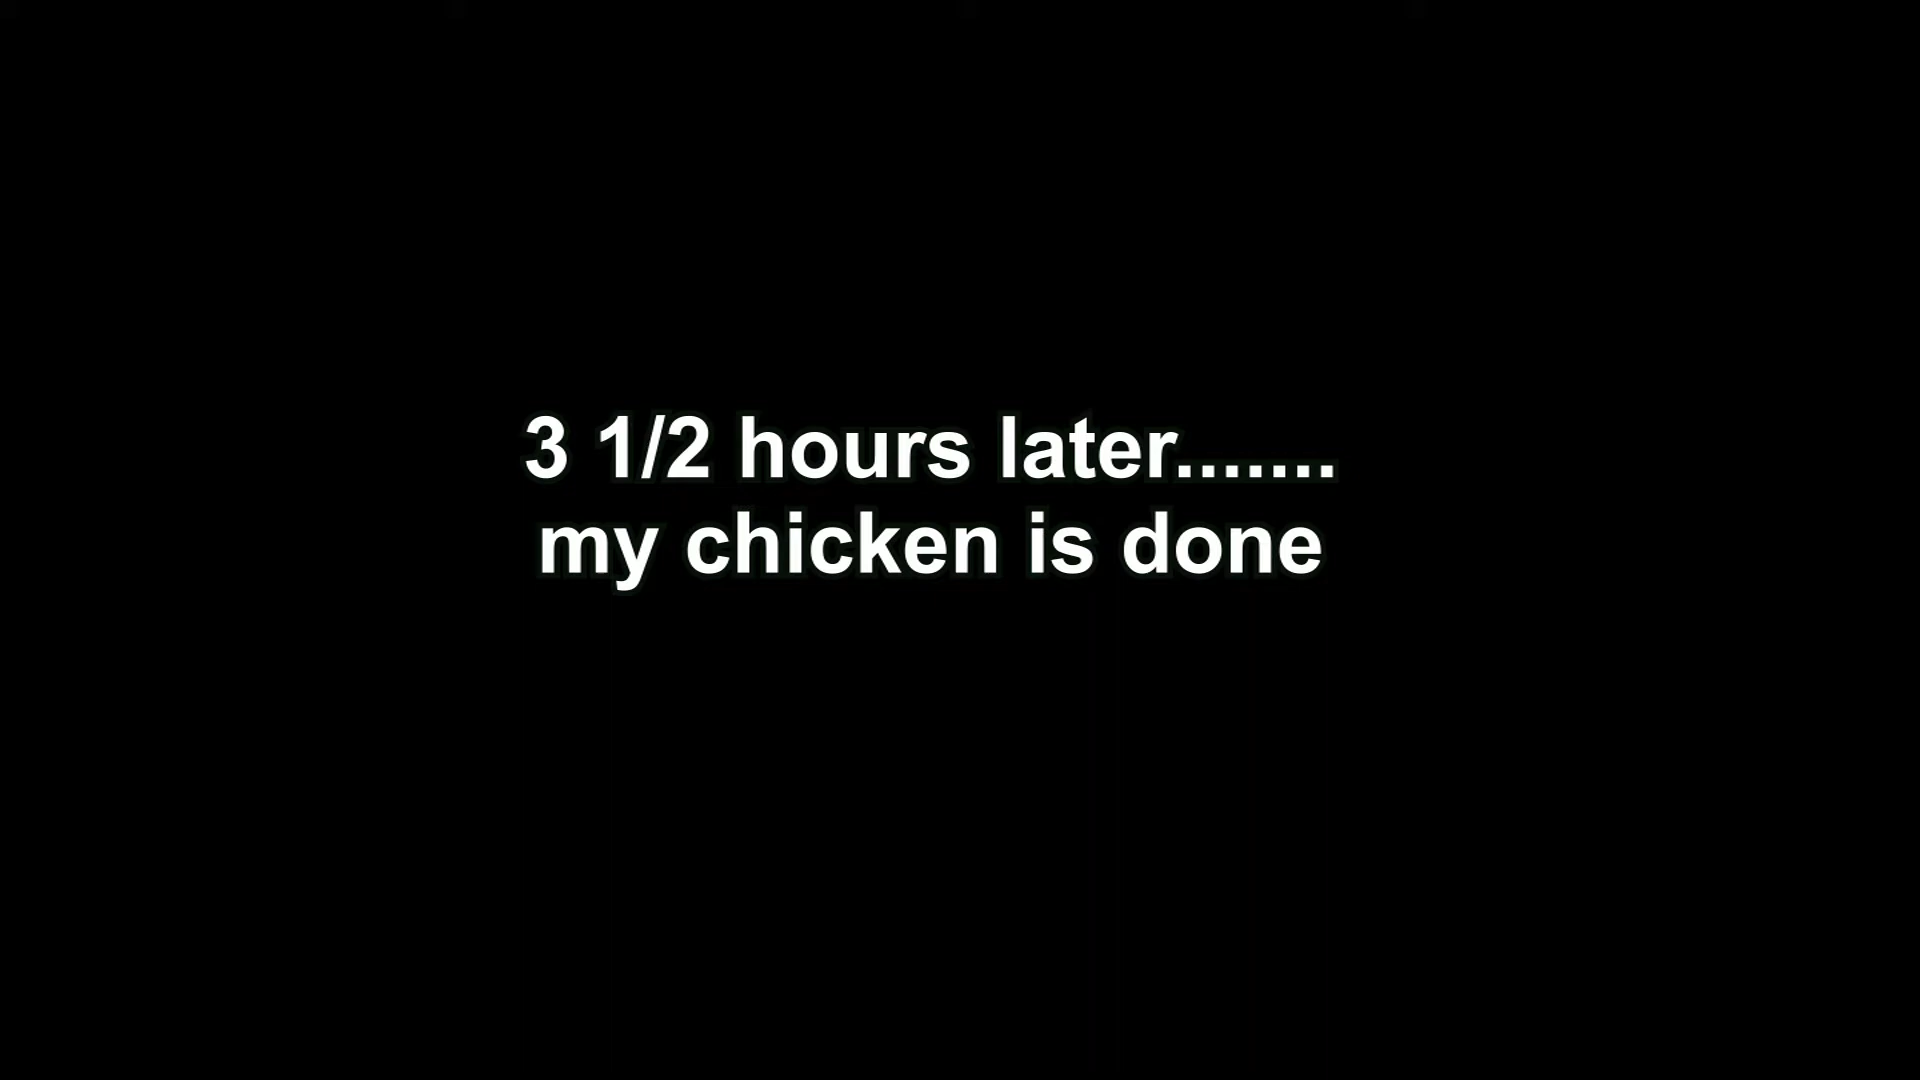 3 1/2 hours later.......
my chicken is done